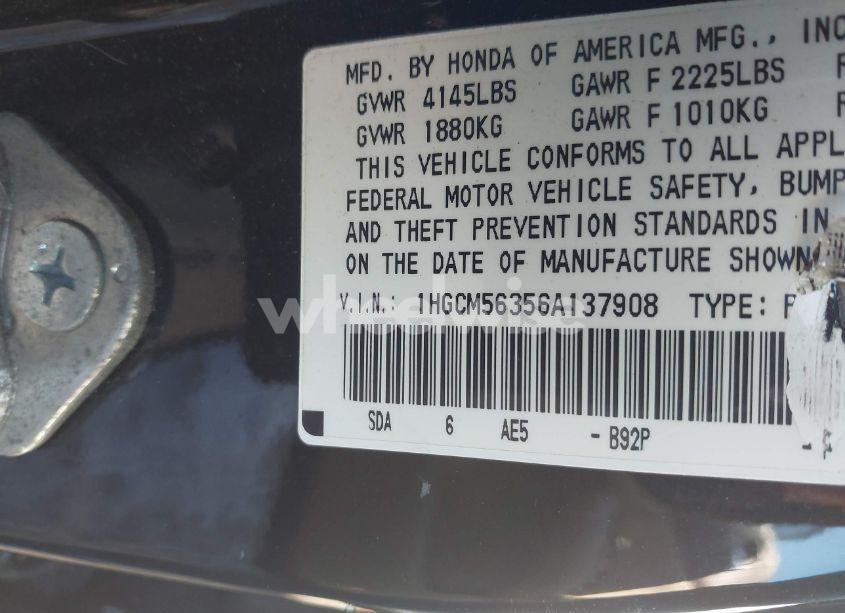 MFD. BY HONDA OF AMERICA MFG., INC
GVWR 4145LBS GAWR F 2225LBS
GVWR 1880KG GAWR F 1010KG
THIS VEHICLE CONFORMS TO ALL APPL
FEDERAL MOTOR VEHICLE SAFETY, BUMP
AND THEFT PREVENTION STANDARDS IN
ON THE DATE OF MANUFACTURE SHOWN
V.I.N.: 1HGCM56356A137908 TYPE: P
wheelwise
SDA 6 AE5 - B92P